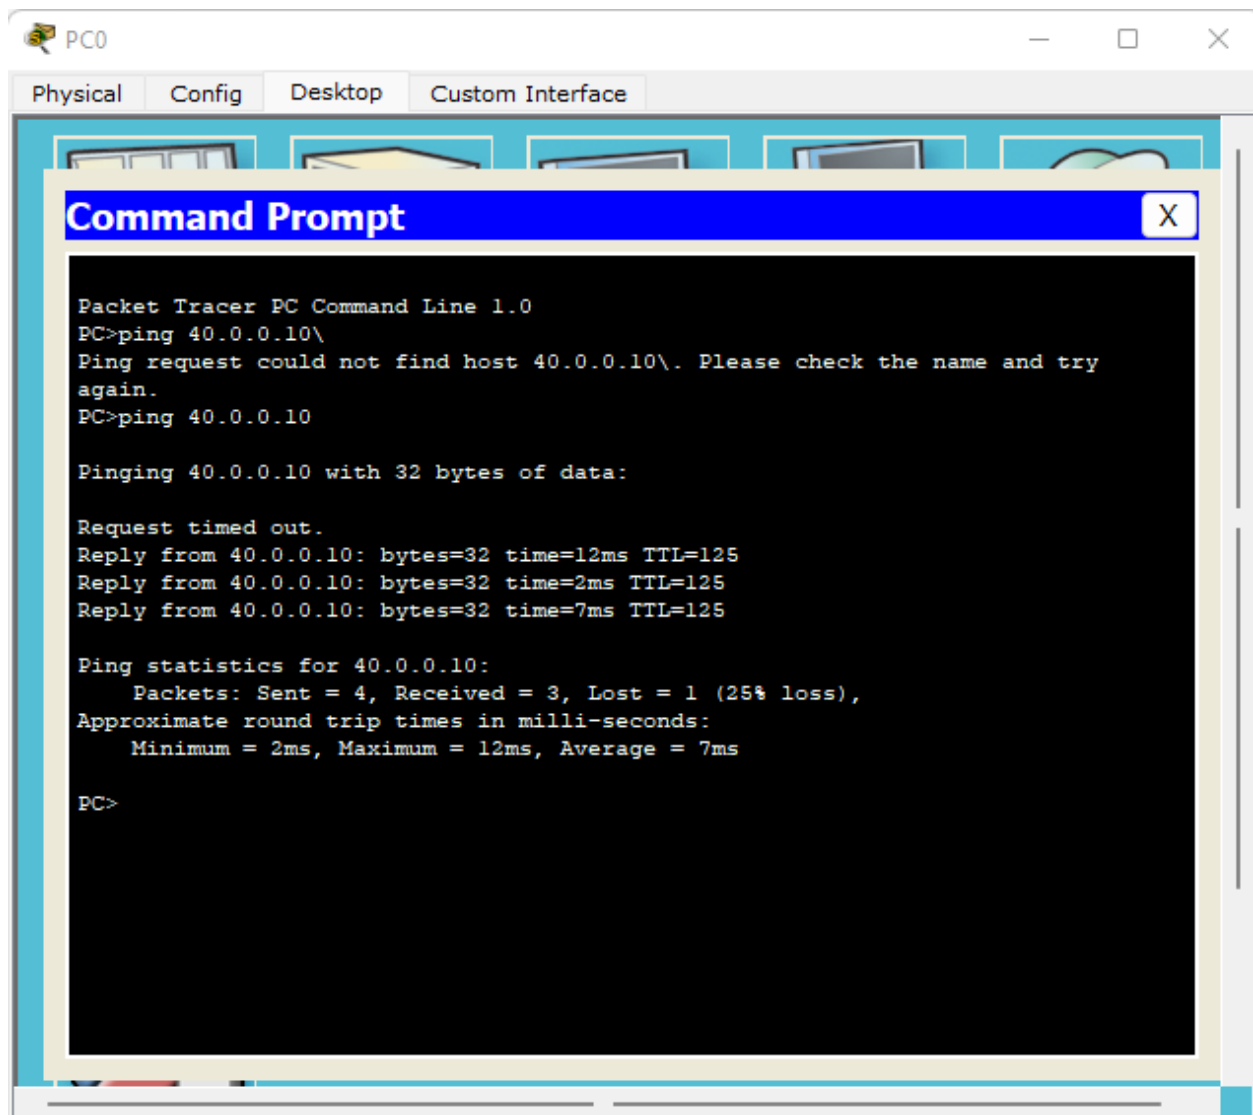 PC0
Physical Config Desktop Custom Interface
Command Prompt
X
Packet Tracer PC Command Line 1.0
PC>ping 40.0.0.10\
Ping request could not find host 40.0.0.10\. Please check the name and try
again.
PC>ping 40.0.0.10
Pinging 40.0.0.10 with 32 bytes of data:
Request timed out.
Reply from 40.0.0.10: bytes=32 time=12ms TTL=125
Reply from 40.0.0.10: bytes=32 time=2ms TTL=125
Reply from 40.0.0.10: bytes=32 time=7ms TTL=125
Ping statistics for 40.0.0.10:
    Packets: Sent = 4, Received = 3, Lost = 1 (25% loss),
Approximate round trip times in milli-seconds:
    Minimum = 2ms, Maximum = 12ms, Average = 7ms
PC>